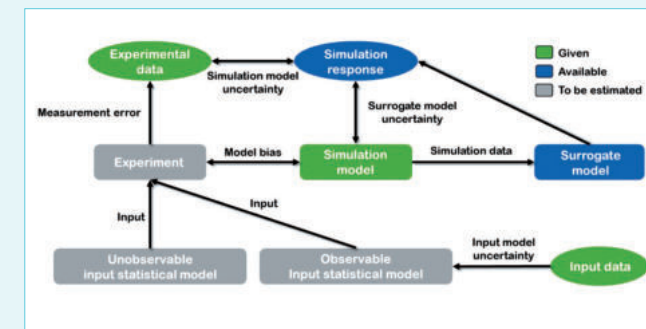 Experimental
data
Simulation
response
Given
Available
To be estimated
Simulation model
uncertainty
Measurement error
Surrogate model
uncertainty
Experiment
Model bias
Simulation
model
Simulation data
Surrogate
model
Input
Input
Unobservable
input statistical model
Observable
Input statistical model
Input model
uncertainty
Input data